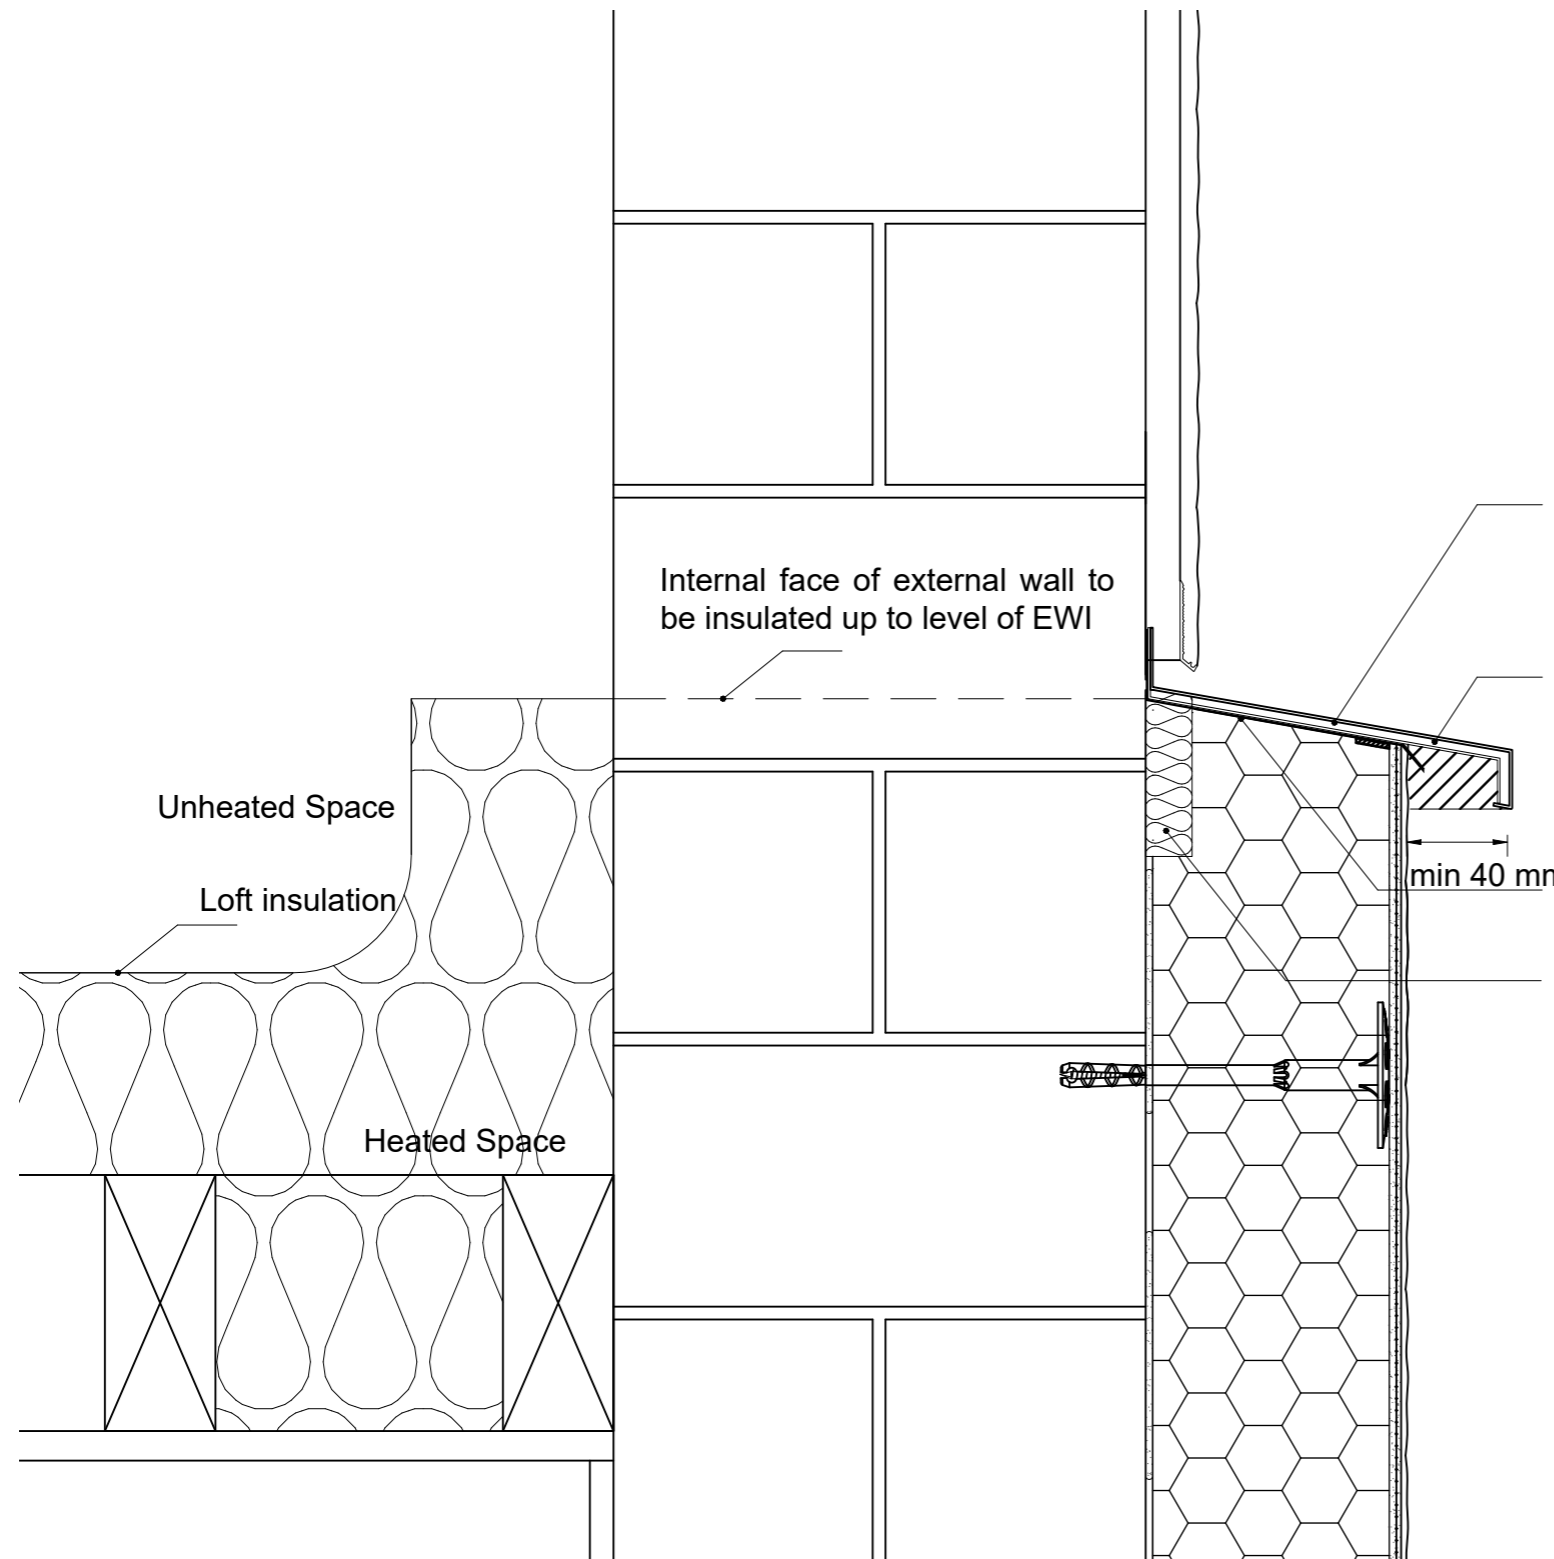 Internal face of external wall to
be insulated up to level of EWI
Unheated Space
Loft insulation
min 40 mm
Heated Space